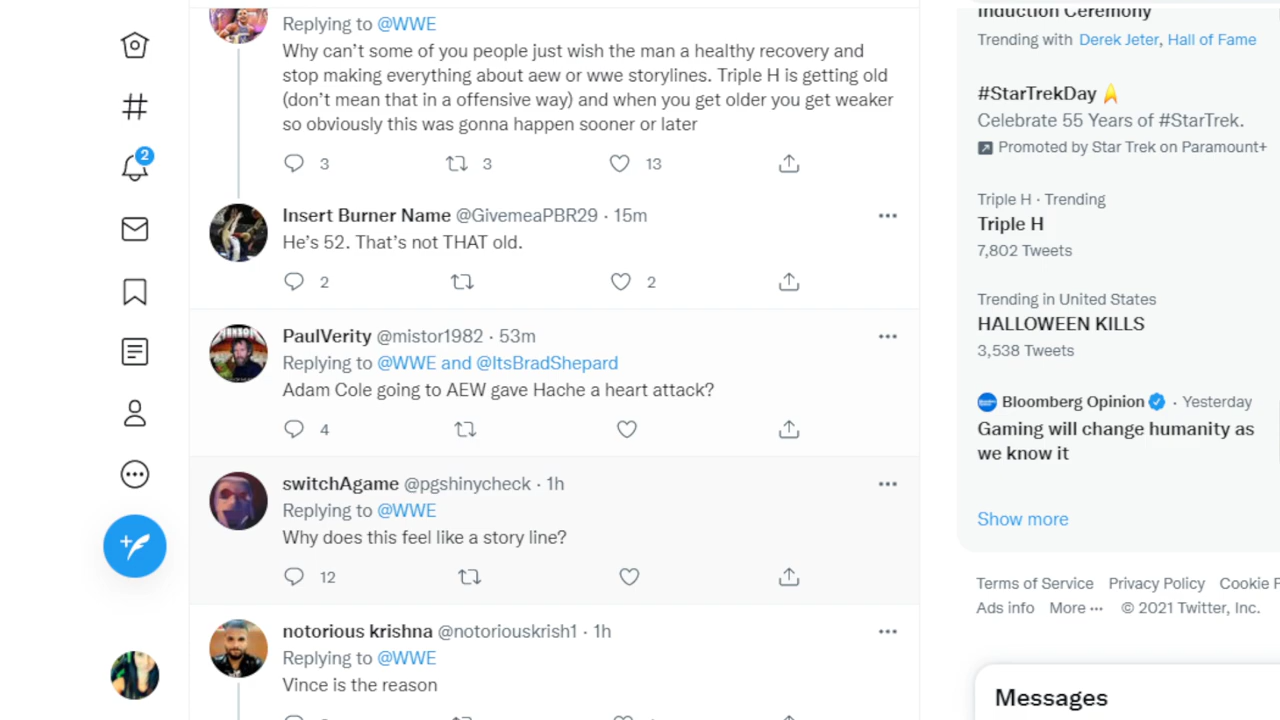 Replying to @WWE
Why can’t some of you people just wish the man a healthy recovery and
stop making everything about aew or wwe storylines. Triple H is getting old
(don’t mean that in a offensive way) and when you get older you get weaker
so obviously this was gonna happen sooner or later
3 3 13
Insert Burner Name @GivemeaPBR29 · 15m
He’s 52. That’s not THAT old.
2 2
PaulVerity @mistor1982 · 53m
Replying to @WWE and @ItsBradShepard
Adam Cole going to AEW gave Hache a heart attack?
4
switchAgame @pgshinycheck · 1h
Replying to @WWE
Why does this feel like a story line?
12
notorious krishna @notoriouskrish1 · 1h
Replying to @WWE
Vince is the reason
2
Induction Ceremony
Trending with Derek Jeter, Hall of Fame
#StarTrekDay
Celebrate 55 Years of #StarTrek.
Promoted by Star Trek on Paramount+
Triple H · Trending
Triple H
7,802 Tweets
Trending in United States
HALLOWEEN KILLS
3,538 Tweets
Bloomberg Opinion · Yesterday
Gaming will change humanity as
we know it
Show more
Terms of Service Privacy Policy Cookie
Ads info More ··· © 2021 Twitter, Inc.
Messages